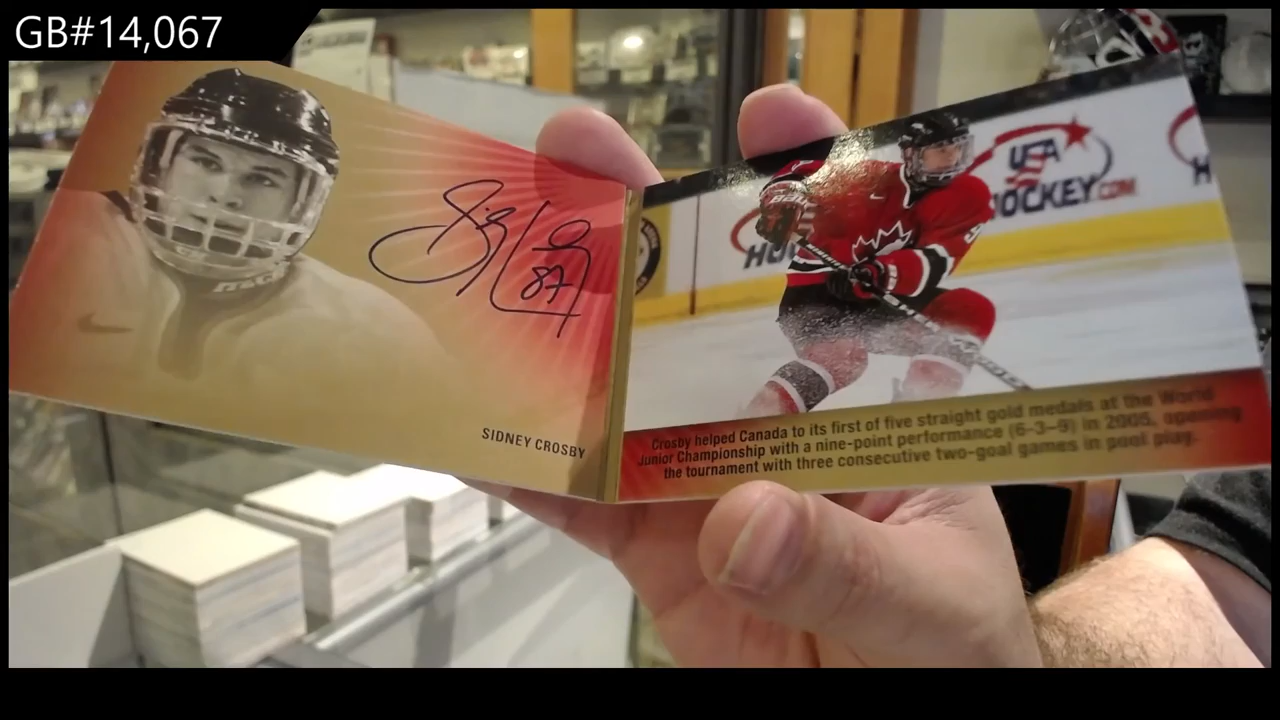 GB#14,067
SIDNEY CROSBY
87
USA
HOCKEY.COM
Crosby helped Canada to its first of five straight gold medals at the World
Junior Championship with a nine-point performance (6–3–9) in 2005, opening
the tournament with three consecutive two-goal games in pool play.